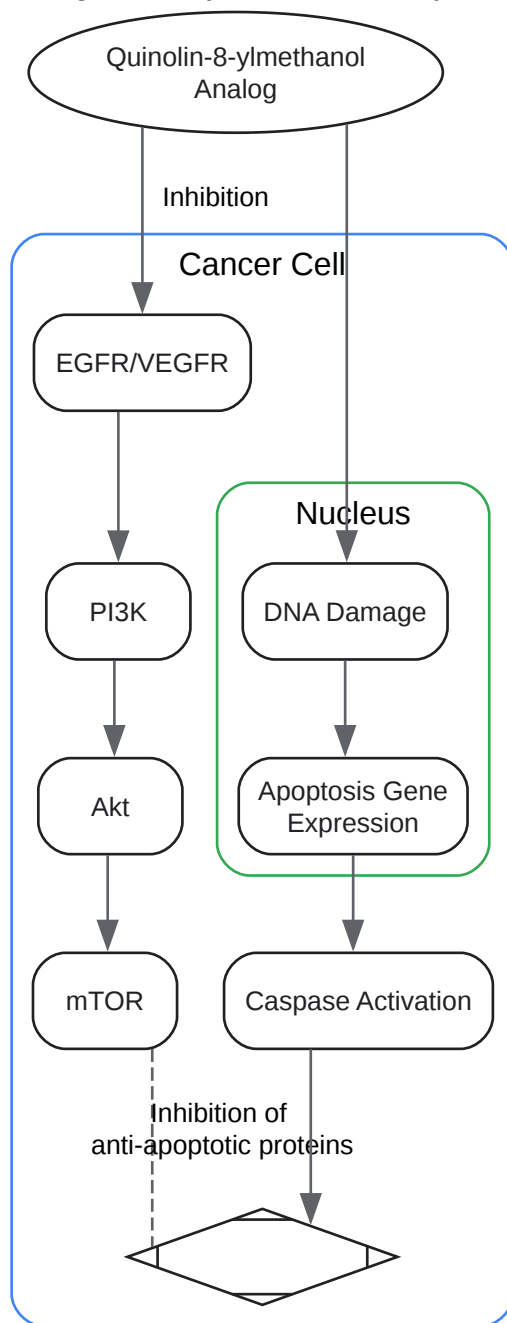 Quinolin-8-ylmethanol
Analog
Inhibition
Cancer Cell
EGFR/VEGFR
Nucleus
PI3K
DNA Damage
Akt
Apoptosis Gene
Expression
mTOR
Caspase Activation
Inhibition of
anti-apoptotic proteins